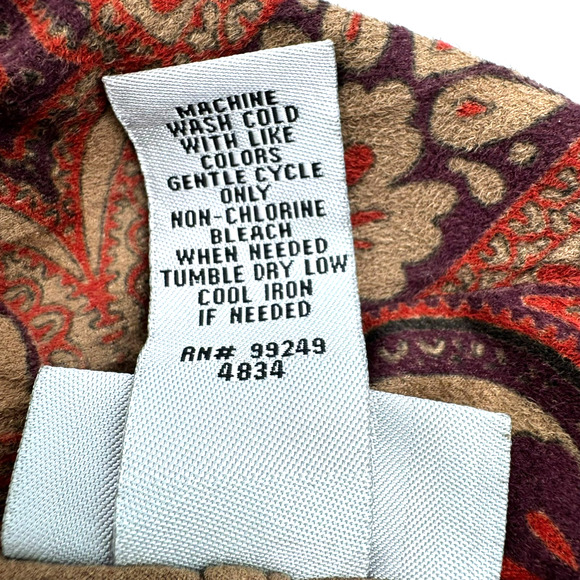 MACHINE
WASH COLD
WITH LIKE
COLORS
GENTLE CYCLE
ONLY
NON-CHLORINE
BLEACH
WHEN NEEDED
TUMBLE DRY LOW
COOL IRON
IF NEEDED
RN# 99249
4834